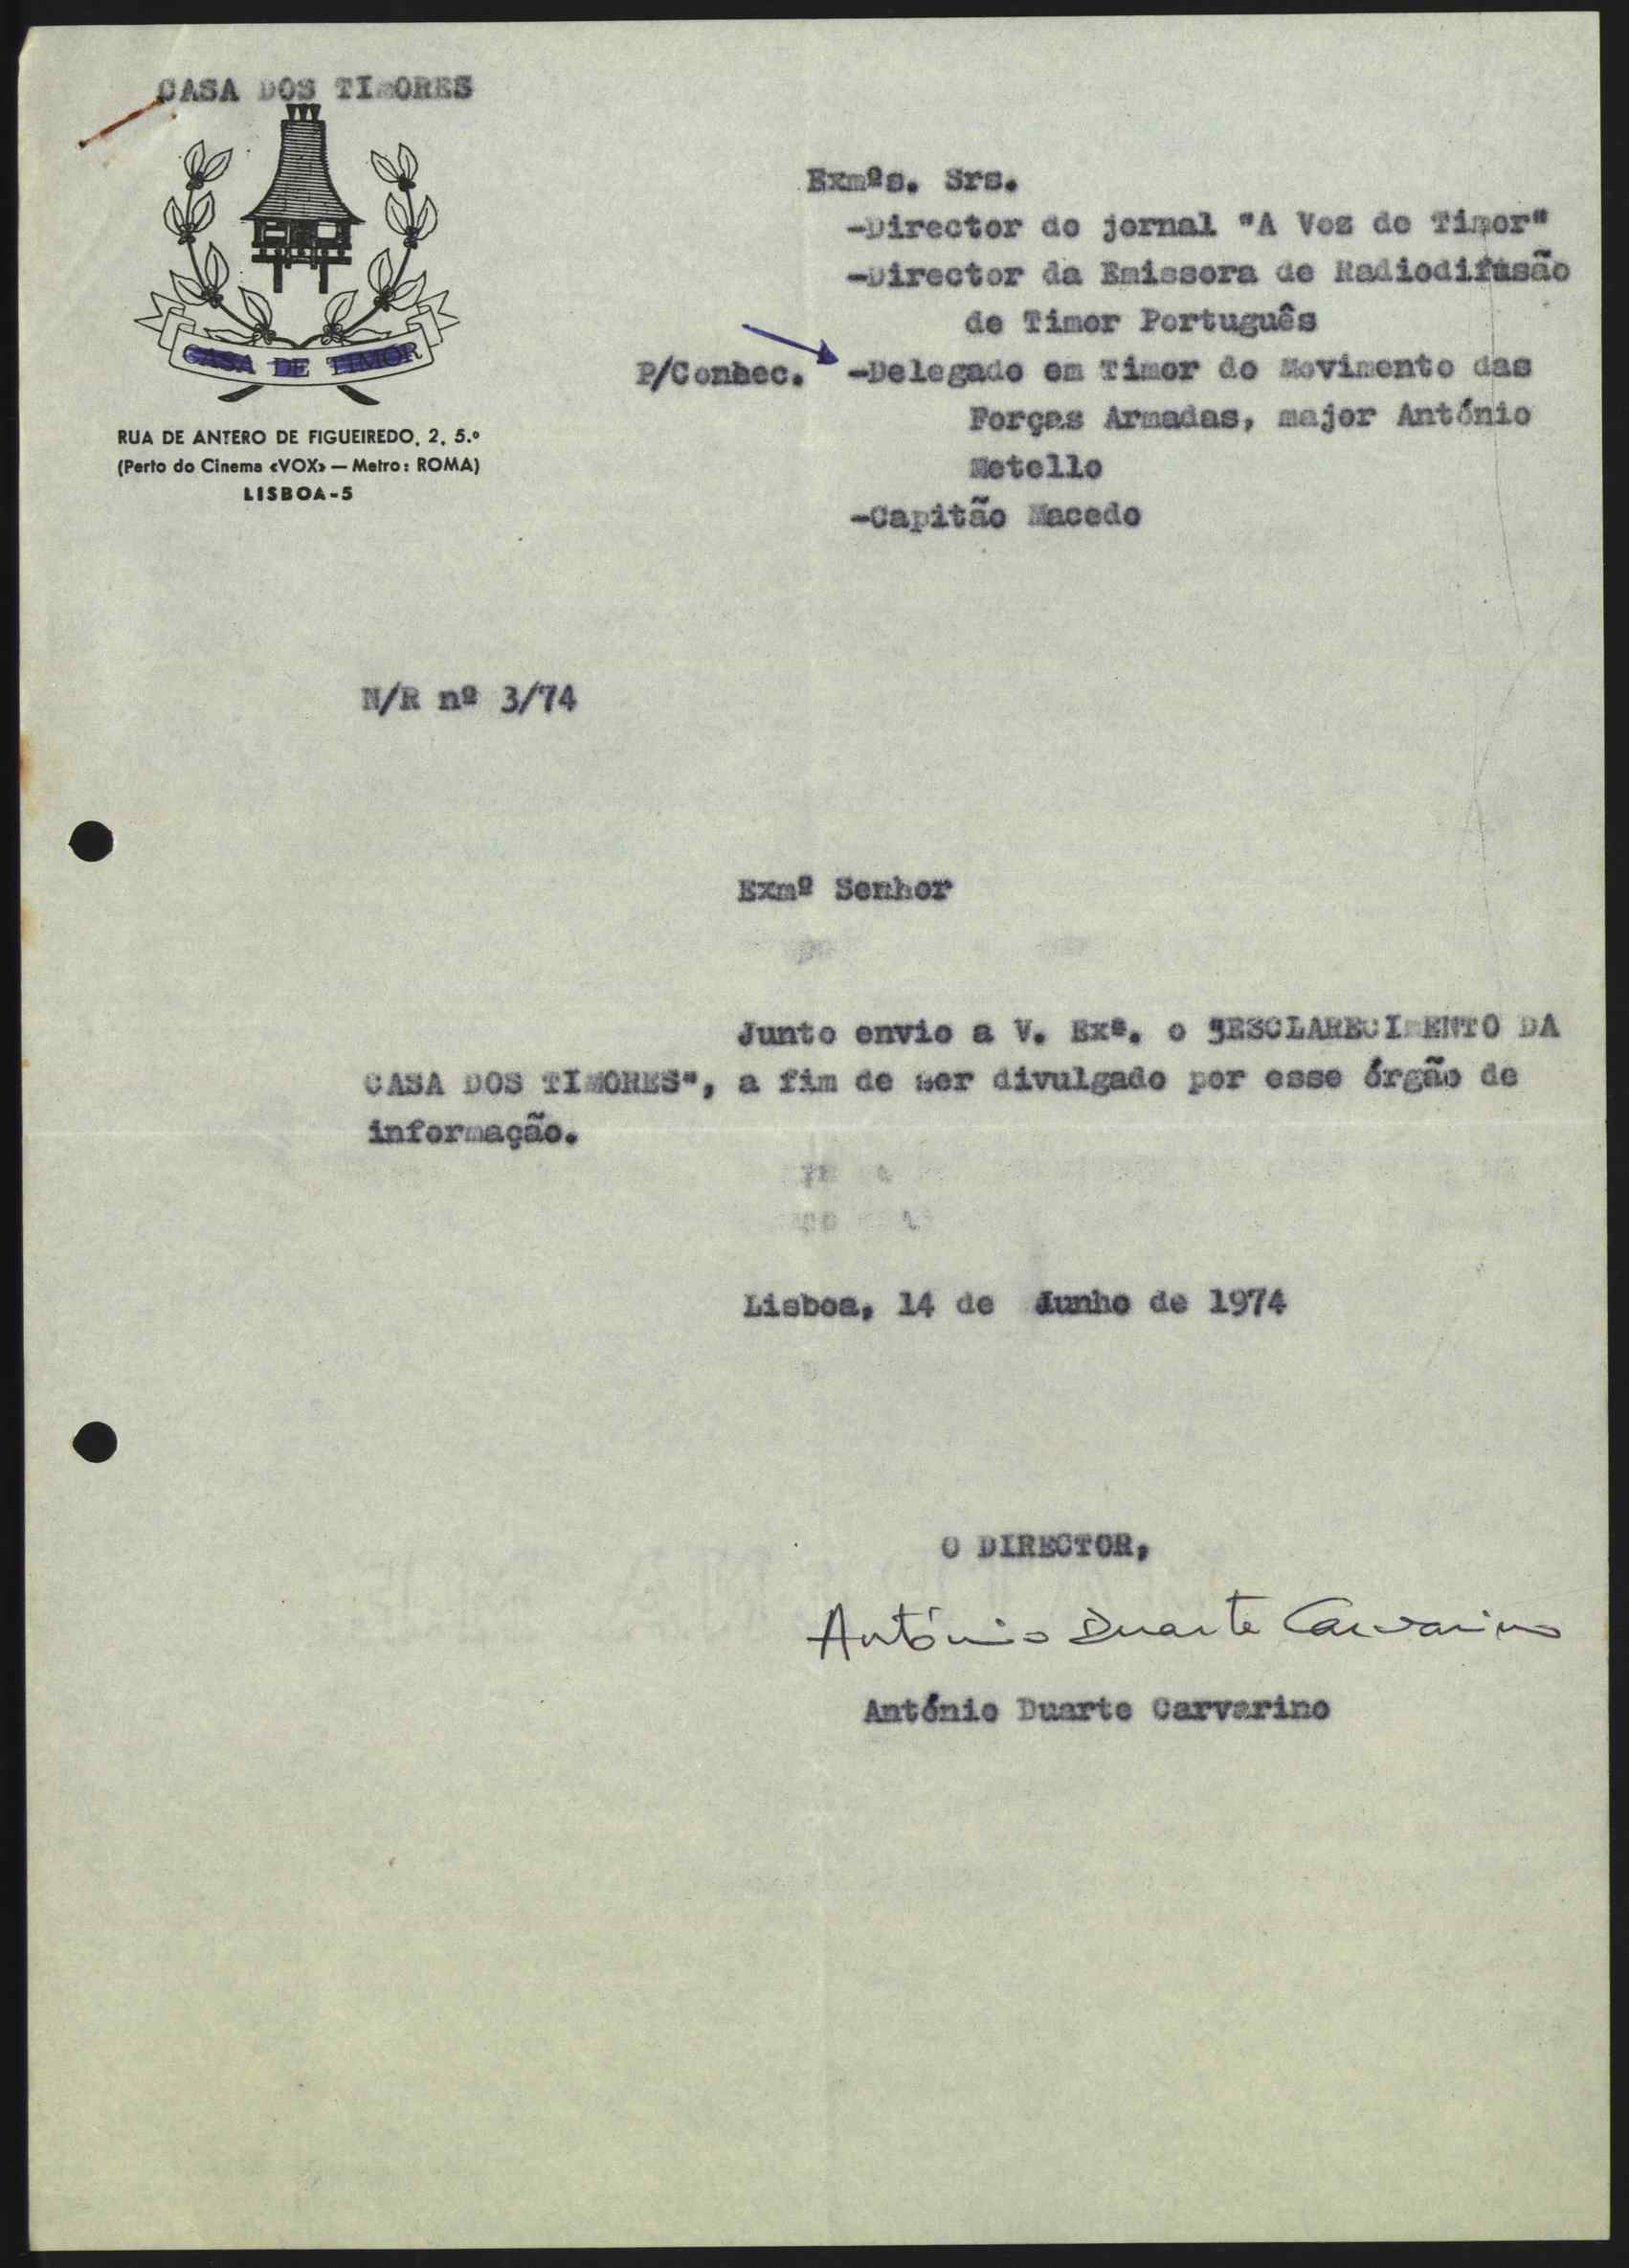 CASA DOS TIMORES
CASA DE TIMOR
RUA DE ANTERO DE FIGUEIREDO, 2, 5.º
(Perto do Cinema «VOX» — Metro: ROMA)
LISBOA-5
Exmºs. Srs.
-Director do jornal "A Voz de Timor"
-Director da Emissora de Radiodifusão
de Timor Português
P/Conhec. -Delegado em Timor do Movimento das
Forças Armadas, major António
Metello
-Capitão Macedo
N/R nº 3/74
Exmº Senhor
Junto envio a V. Exª. o 3ESCLARECIMENTO DA
CASA DOS TIMORES", a fim de ser divulgado por esse órgão de
informação.
Lisboa, 14 de Junho de 1974
O DIRECTOR,
António Duarte Carvarino
António Duarte Carvarino